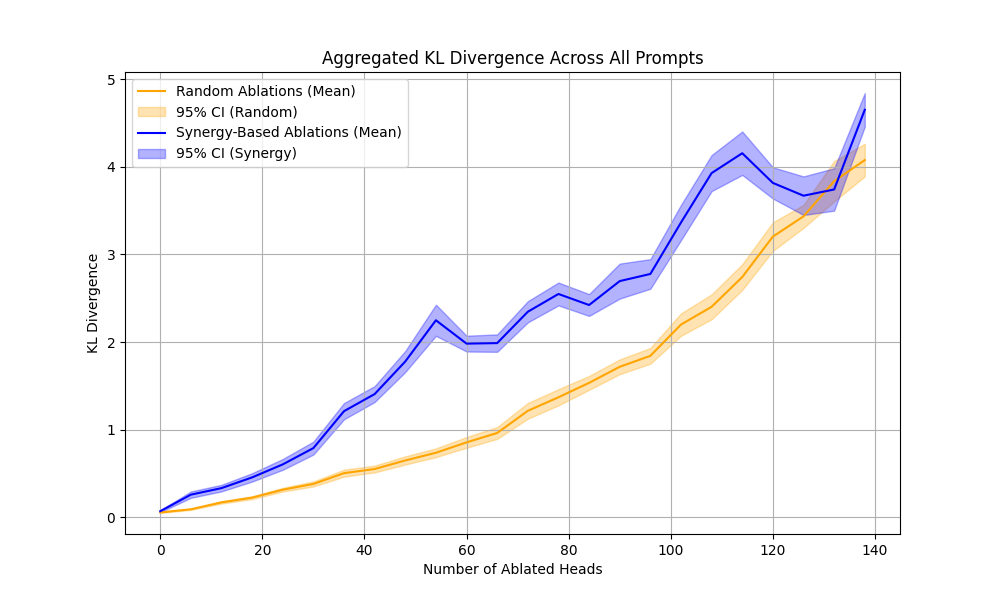 Aggregated KL Divergence Across All Prompts
Random Ablations (Mean)
95% CI (Random)
Synergy-Based Ablations (Mean)
95% CI (Synergy)
KL Divergence
5
4
3
2
1
0
0 20 40 60 80 100 120 140
Number of Ablated Heads